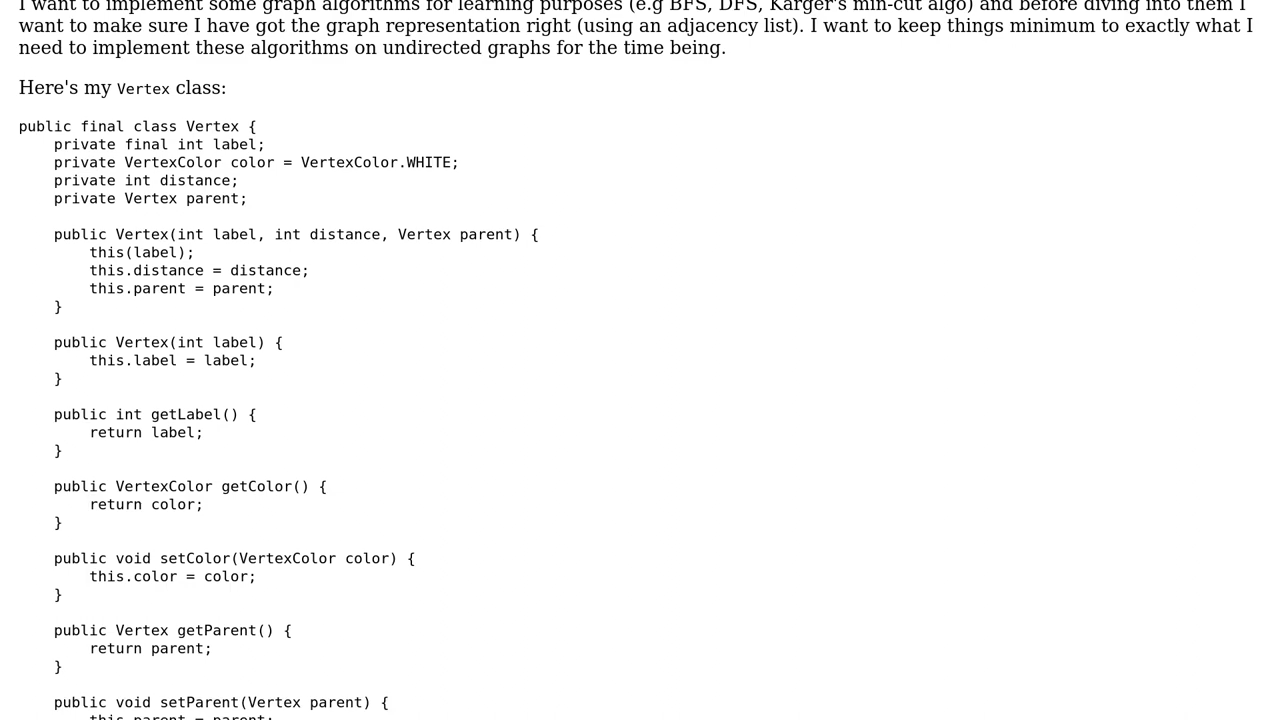 I want to implement some graph algorithms for learning purposes (e.g BFS, DFS, Karger's min-cut algo) and before diving into them I
want to make sure I have got the graph representation right (using an adjacency list). I want to keep things minimum to exactly what I
need to implement these algorithms on undirected graphs for the time being.
Here's my Vertex class:
public final class Vertex {
    private final int label;
    private VertexColor color = VertexColor.WHITE;
    private int distance;
    private Vertex parent;
    public Vertex(int label, int distance, Vertex parent) {
        this(label);
        this.distance = distance;
        this.parent = parent;
    }
    public Vertex(int label) {
        this.label = label;
    }
    public int getLabel() {
        return label;
    }
    public VertexColor getColor() {
        return color;
    }
    public void setColor(VertexColor color) {
        this.color = color;
    }
    public Vertex getParent() {
        return parent;
    }
    public void setParent(Vertex parent) {
        this.parent = parent;